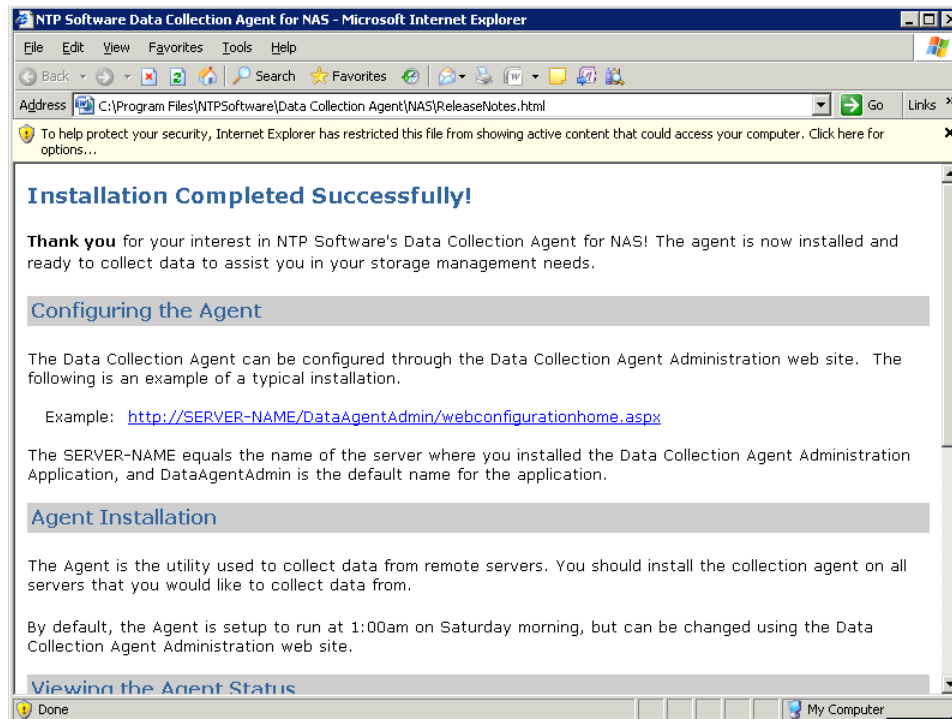 NTP Software Data Collection Agent for NAS - Microsoft Internet Explorer
File Edit View Favorites Tools Help
Back Search Favorites
Address C:\Program Files\NTPSoftware\Data Collection Agent\NAS\ReleaseNotes.html Go Links »
To help protect your security, Internet Explorer has restricted this file from showing active content that could access your computer. Click here for
options...
Installation Completed Successfully!
Thank you for your interest in NTP Software's Data Collection Agent for NAS! The agent is now installed and
ready to collect data to assist you in your storage management needs.
Configuring the Agent
The Data Collection Agent can be configured through the Data Collection Agent Administration web site. The
following is an example of a typical installation.
Example: http://SERVER-NAME/DataAgentAdmin/webconfigurationhome.aspx
The SERVER-NAME equals the name of the server where you installed the Data Collection Agent Administration
Application, and DataAgentAdmin is the default name for the application.
Agent Installation
The Agent is the utility used to collect data from remote servers. You should install the collection agent on all
servers that you would like to collect data from.
By default, the Agent is setup to run at 1:00am on Saturday morning, but can be changed using the Data
Collection Agent Administration web site.
Viewing the Agent Status
Done My Computer